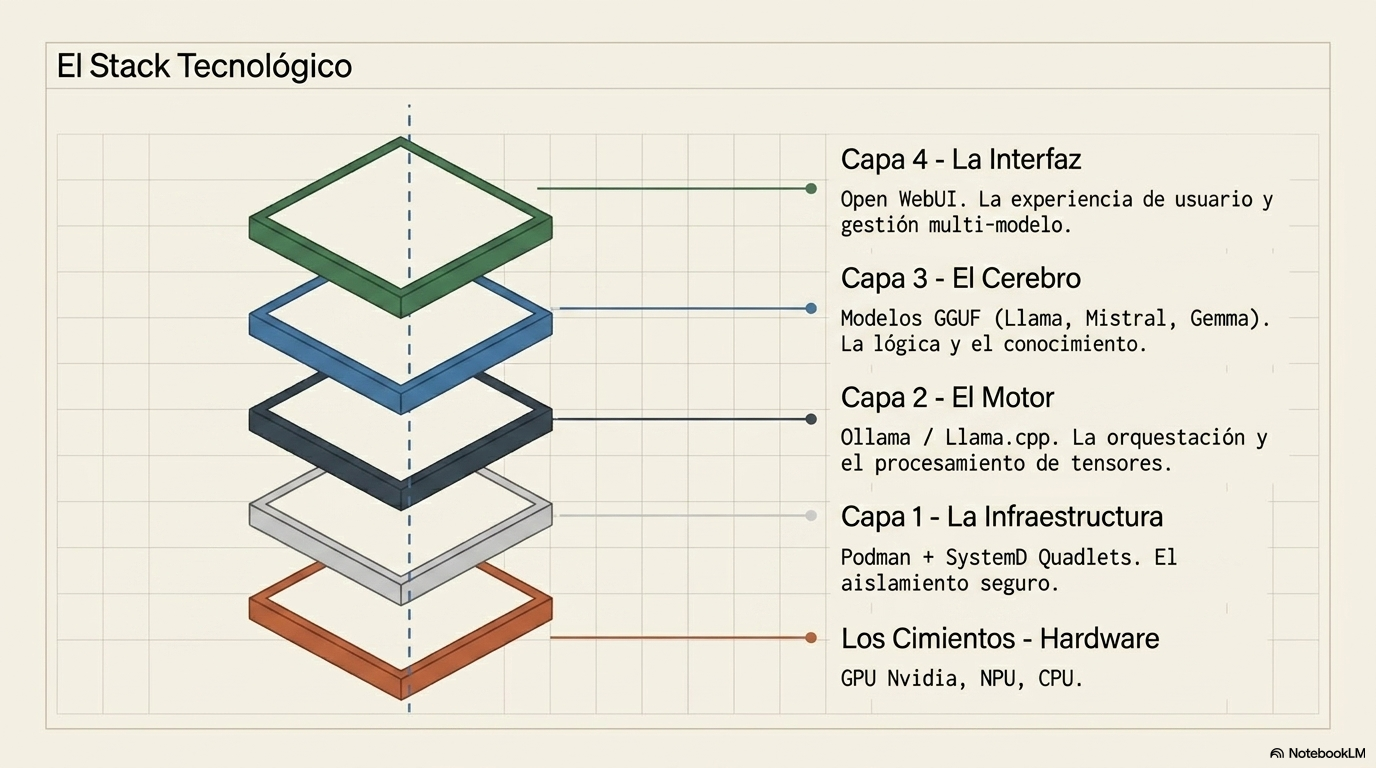 El Stack Tecnológico
Capa 4 - La Interfaz
Open WebUI. La experiencia de usuario y
gestión multi-modelo.
Capa 3 - El Cerebro
Modelos GGUF (Llama, Mistral, Gemma).
La lógica y el conocimiento.
Capa 2 - El Motor
Ollama / Llama.cpp. La orquestación y
el procesamiento de tensores.
Capa 1 - La Infraestructura
Podman + SystemD Quadlets. El
aislamiento seguro.
Los Cimientos - Hardware
GPU Nvidia, NPU, CPU.
NotebookLM